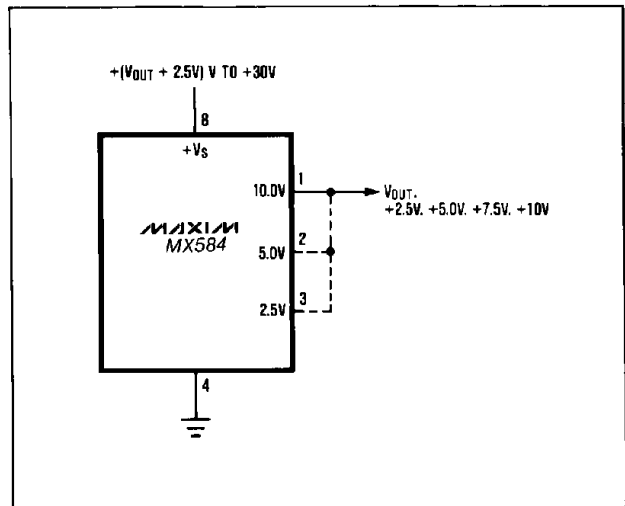 +(VOUT + 2.5V) V TO +30V
8
+VS
10.0V
1
VOUT.
+2.5V. +5.0V. +7.5V. +10V
MAXIM
MX584
2
5.0V
3
2.5V
4